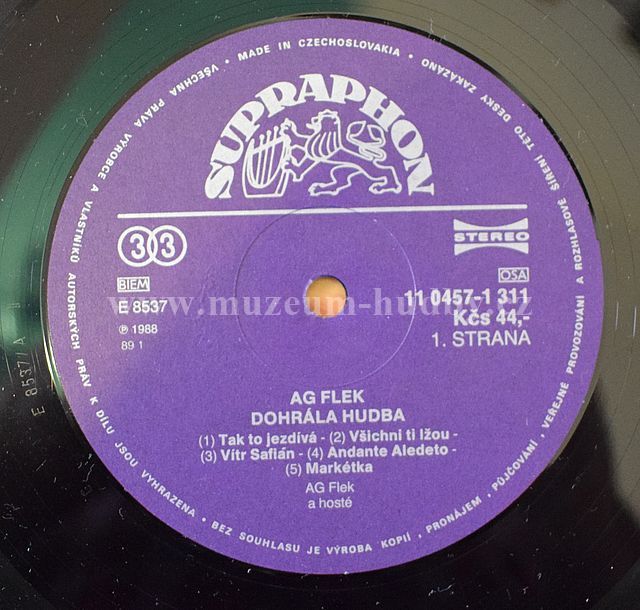 • MADE IN CZECHOSLOVAKIA • VŠECHNA PRÁVA VÝROBCE A VLASTNÍKŮ AUTORSKÝCH PRÁV K DÍLU JSOU VYHRAZENA • BEZ SOUHLASU JE VÝROBA KOPIÍ, PRONÁJEM, PŮJČOVÁNÍ, VEŘEJNÉ PROVOZOVÁNÍ A ROZHLASOVÉ ŠÍŘENÍ TÉTO DESKY ZAKÁZÁNO
SUPRAPHON
33
STEREO
BIEM
OSA
E 8537
11 0457-1 311
www.muzeum-hudby.cz
℗ 1988
Kčs 44,-
89 1
1. STRANA
E 8537/A
AG FLEK
DOHRÁLA HUDBA
(1) Tak to jezdívá - (2) Všichni ti lžou -
(3) Vítr Safián - (4) Andante Aledeto -
(5) Markétka
AG Flek
a hosté